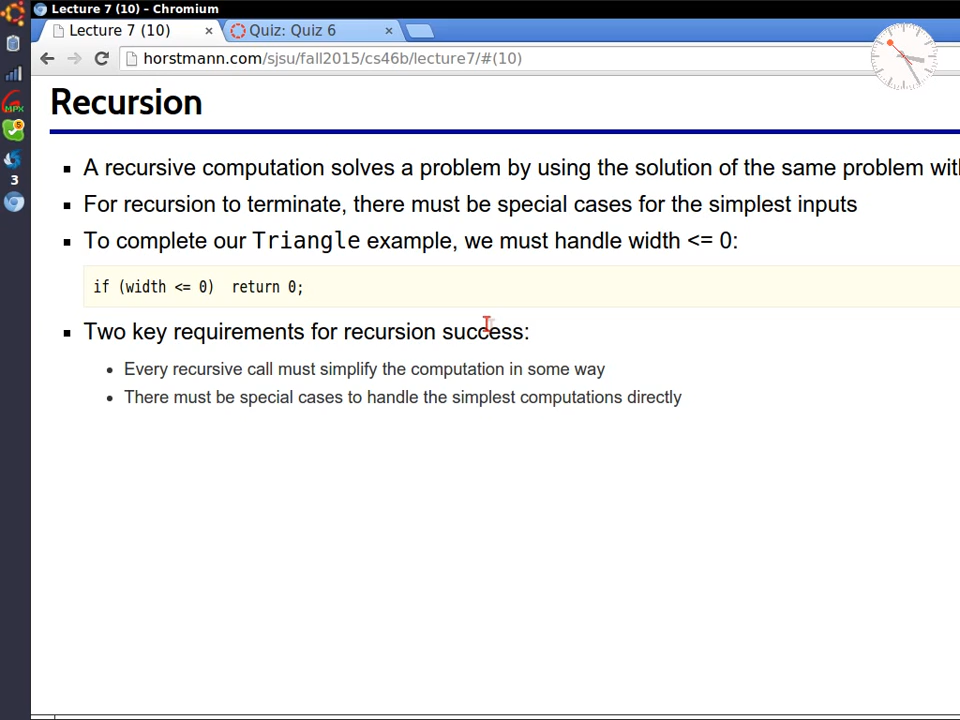 Lecture 7 (10) – Chromium
Lecture 7 (10) ×
Quiz: Quiz 6 ×
horstmann.com/sjsu/fall2015/cs46b/lecture7/#(10)
MPX
5
3
Recursion
A recursive computation solves a problem by using the solution of the same problem wit
For recursion to terminate, there must be special cases for the simplest inputs
To complete our Triangle example, we must handle width <= 0:
if (width <= 0) return 0;
Two key requirements for recursion success:
Every recursive call must simplify the computation in some way
There must be special cases to handle the simplest computations directly